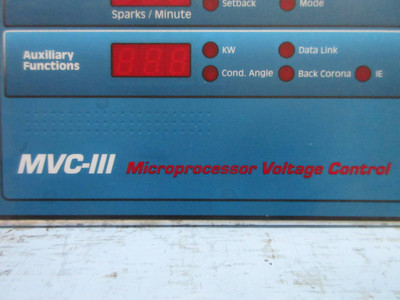 Sparks / Minute
Setback
Mode
Auxiliary
Functions
KW
Data Link
Cond. Angle
Back Corona
IE
MVC-III Microprocessor Voltage Control